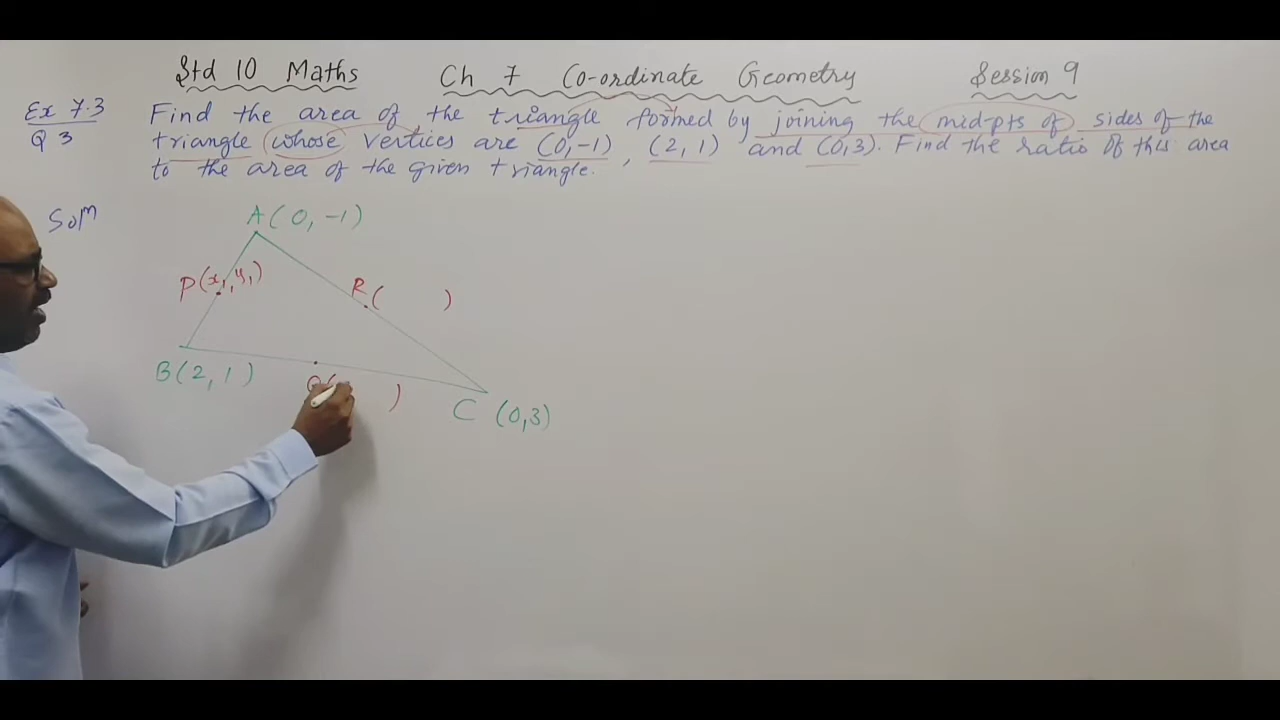 Std 10 Maths Ch 7 Co-ordinate Geometry Session 9
Ex 7.3 Find the area of the triangle formed by joining the mid-pts of sides of the
Q 3 triangle whose vertices are (0,-1), (2, 1) and (0,3). Find the ratio of this area
to the area of the given triangle.
Solⁿ
A (0, -1)
P(x₁, y₁)
R( )
B (2, 1)
Q( )
C (0,3)